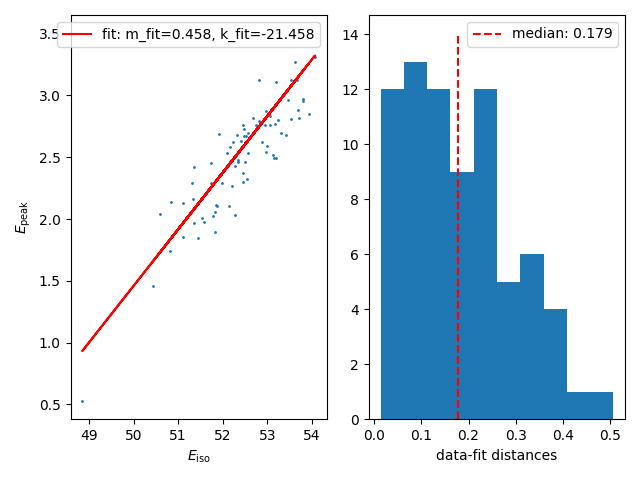 fit: m_fit=0.458, k_fit=-21.458
3.5
3.0
2.5
2.0
1.5
1.0
0.5
E_peak
49 50 51 52 53 54
E_iso
median: 0.179
14
12
10
8
6
4
2
0
0.0 0.1 0.2 0.3 0.4 0.5
data-fit distances